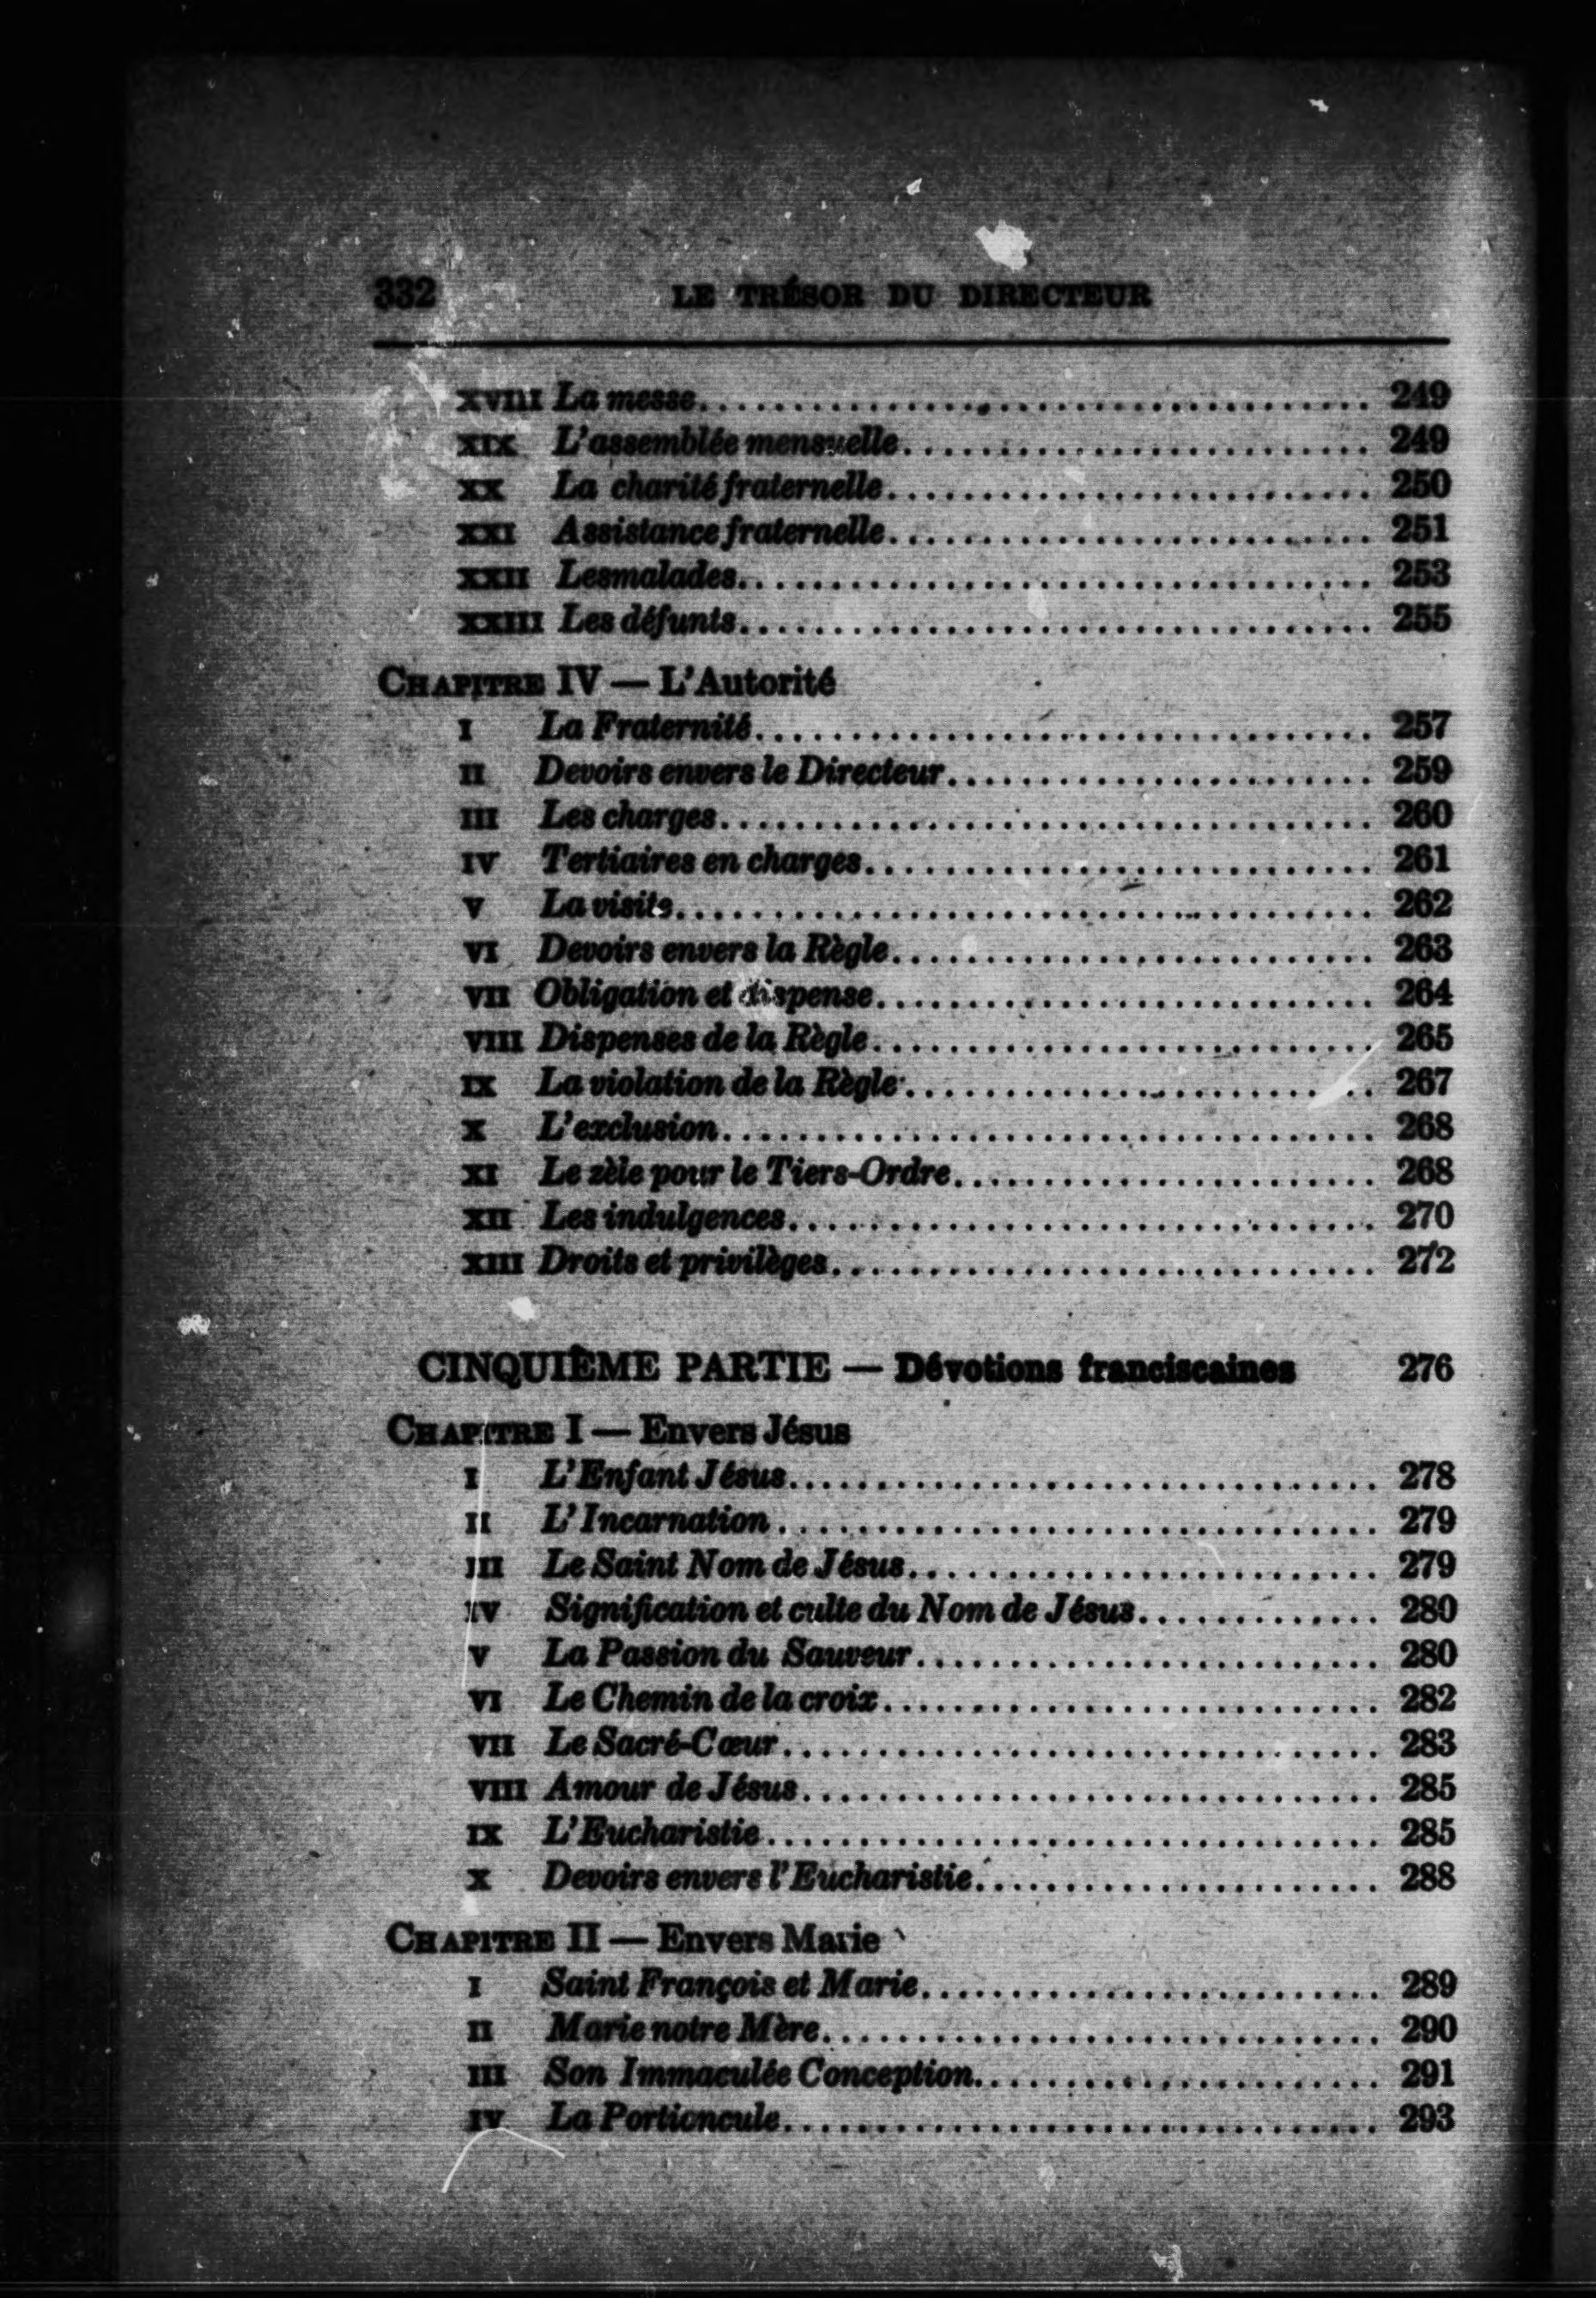 332 LE TRÉSOR DU DIRECTEUR
XVIII La messe 249
XIX L'assemblée mensuelle 249
XX La charité fraternelle 250
XXI Assistance fraternelle 251
XXII Les malades 253
XXIII Les défunts 255
CHAPITRE IV — L'Autorité
I La Fraternité 257
II Devoirs envers le Directeur 259
III Les charges 260
IV Tertiaires en charges 261
V La visite 262
VI Devoirs envers la Règle 263
VII Obligation et dispense 264
VIII Dispenses de la Règle 265
IX La violation de la Règle 267
X L'exclusion 268
XI Le zèle pour le Tiers-Ordre 268
XII Les indulgences 270
XIII Droits et privilèges 272
CINQUIÈME PARTIE — Dévotions franciscaines 276
CHAPITRE I — Envers Jésus
I L'Enfant Jésus 278
II L'Incarnation 279
III Le Saint Nom de Jésus 279
IV Signification et culte du Nom de Jésus 280
V La Passion du Sauveur 280
VI Le Chemin de la croix 282
VII Le Sacré-Cœur 283
VIII Amour de Jésus 285
IX L'Eucharistie 285
X Devoirs envers l'Eucharistie 288
CHAPITRE II — Envers Marie
I Saint François et Marie 289
II Marie notre Mère 290
III Son Immaculée Conception 291
IV La Portioncule 293